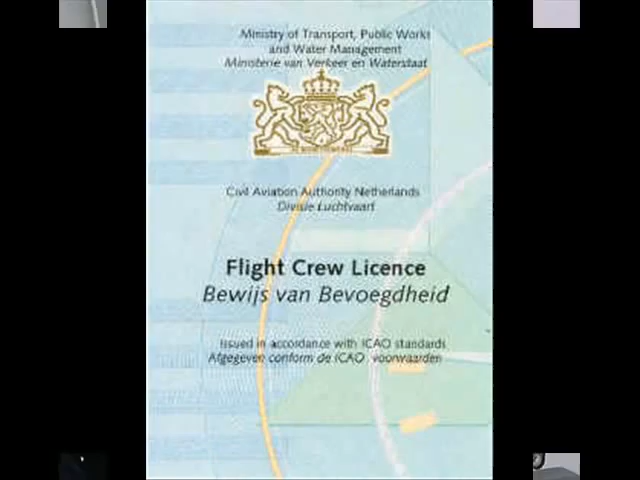 Ministry of Transport, Public Works
and Water Management
Ministerie van Verkeer en Waterstaat
Civil Aviation Authority Netherlands
Divisie Luchtvaart
Flight Crew Licence
Bewijs van Bevoegdheid
Issued in accordance with ICAO standards
Afgegeven conform de ICAO voorwaarden